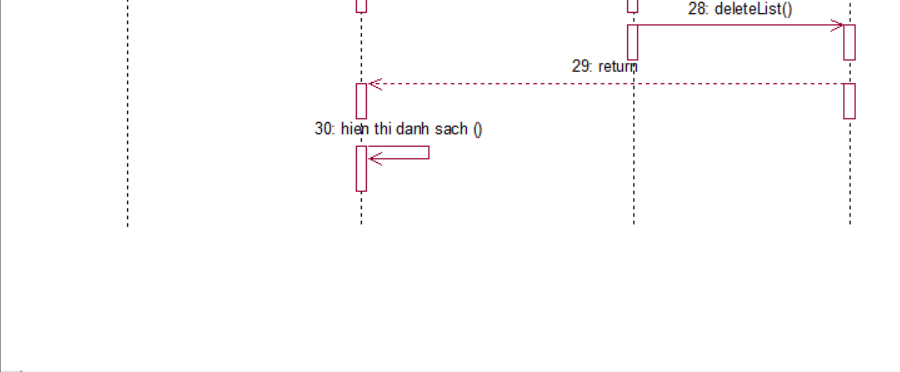 28: deleteList()
29: return
30: hien thi danh sach ()